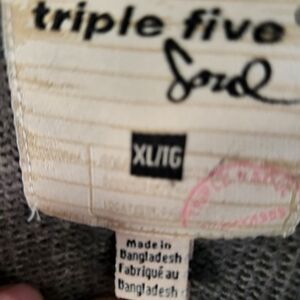 triple five
Soul
XL/TG
Made in
Bangladesh
Fabriqué au
Bangladesh